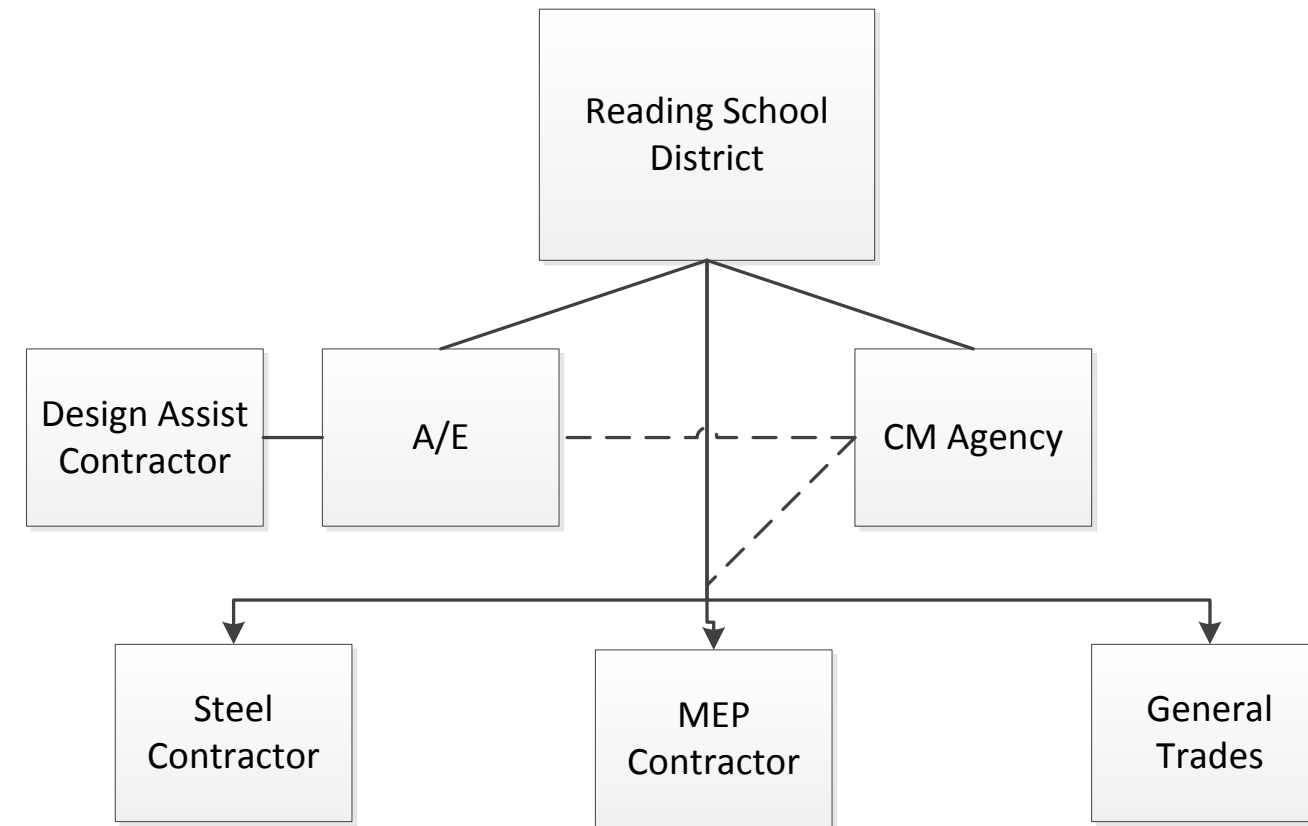 Reading School
District
Design Assist
Contractor
A/E
CM Agency
Steel
Contractor
MEP
Contractor
General
Trades